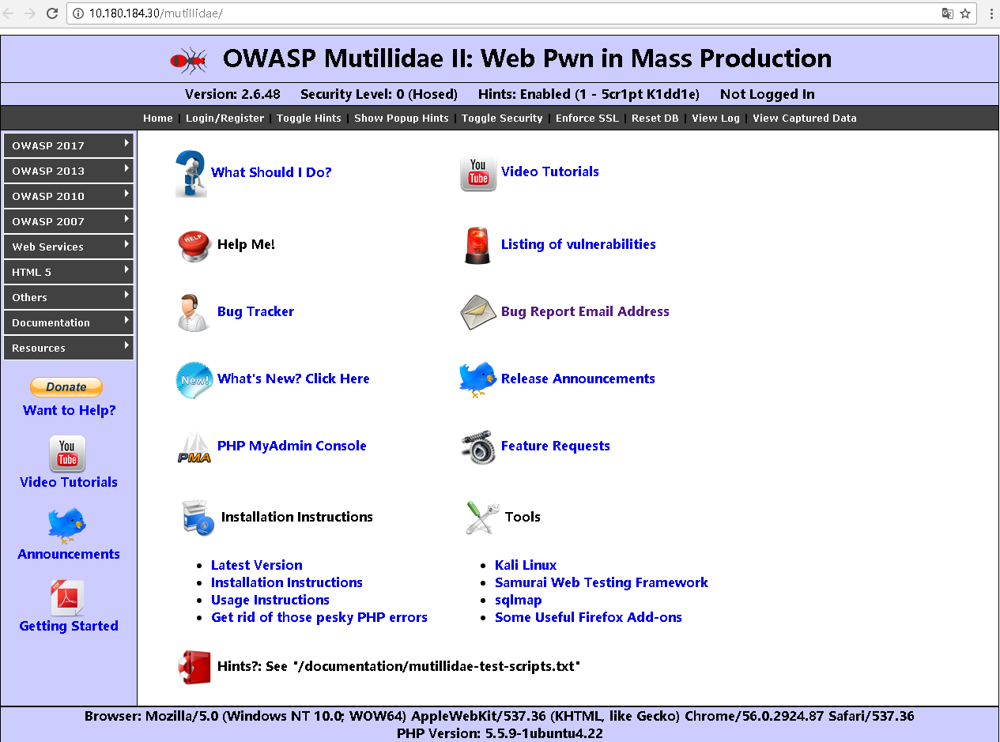 10.180.184.30/mutillidae/
OWASP Mutillidae II: Web Pwn in Mass Production
Version: 2.6.48 Security Level: 0 (Hosed) Hints: Enabled (1 - 5cr1pt K1dd1e) Not Logged In
Home | Login/Register | Toggle Hints | Show Popup Hints | Toggle Security | Enforce SSL | Reset DB | View Log | View Captured Data
OWASP 2017
OWASP 2013
OWASP 2010
OWASP 2007
Web Services
HTML 5
Others
Documentation
Resources
Donate
Want to Help?
You
Tube
Video Tutorials
Announcements
Getting Started
What Should I Do?
You
Tube
Video Tutorials
HELP
Help Me!
Listing of vulnerabilities
Bug Tracker
Bug Report Email Address
New!
What's New? Click Here
Release Announcements
PMA
PHP MyAdmin Console
Feature Requests
Installation Instructions
Tools
Latest Version
Installation Instructions
Usage Instructions
Get rid of those pesky PHP errors
Kali Linux
Samurai Web Testing Framework
sqlmap
Some Useful Firefox Add-ons
Hints?: See "/documentation/mutillidae-test-scripts.txt"
Browser: Mozilla/5.0 (Windows NT 10.0; WOW64) AppleWebKit/537.36 (KHTML, like Gecko) Chrome/56.0.2924.87 Safari/537.36
PHP Version: 5.5.9-1ubuntu4.22